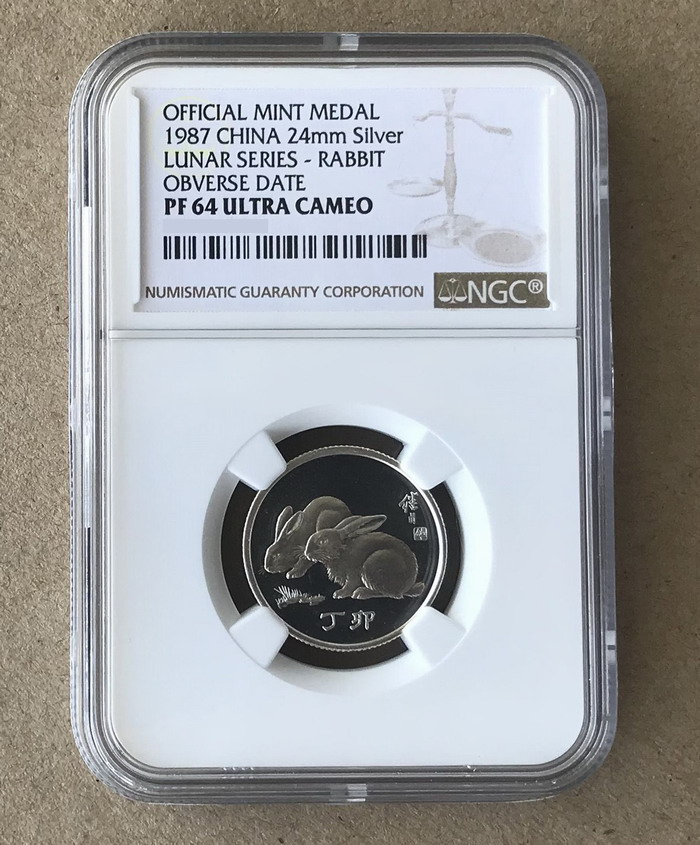 OFFICIAL MINT MEDAL
1987 CHINA 24mm Silver
LUNAR SERIES - RABBIT
OBVERSE DATE
PF 64 ULTRA CAMEO
NUMISMATIC GUARANTY CORPORATION
NGC®
丁卯